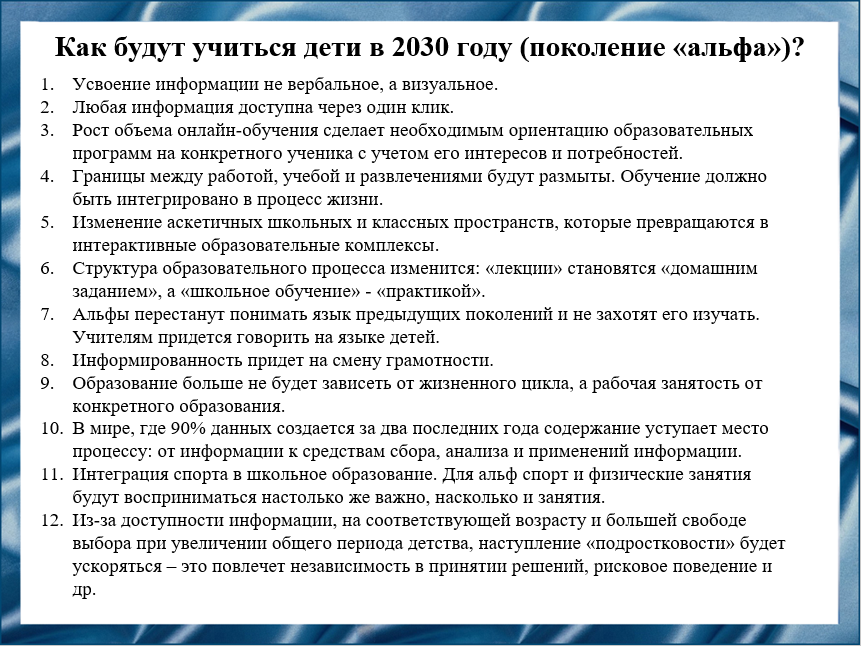 Как будут учиться дети в 2030 году (поколение «альфа»)?
1. Усвоение информации не вербальное, а визуальное.
2. Любая информация доступна через один клик.
3. Рост объема онлайн-обучения сделает необходимым ориентацию образовательных
программ на конкретного ученика с учетом его интересов и потребностей.
4. Границы между работой, учебой и развлечениями будут размыты. Обучение должно
быть интегрировано в процесс жизни.
5. Изменение аскетичных школьных и классных пространств, которые превращаются в
интерактивные образовательные комплексы.
6. Структура образовательного процесса изменится: «лекции» становятся «домашним
заданием», а «школьное обучение» - «практикой».
7. Альфы перестанут понимать язык предыдущих поколений и не захотят его изучать.
Учителям придется говорить на языке детей.
8. Информированность придет на смену грамотности.
9. Образование больше не будет зависеть от жизненного цикла, а рабочая занятость от
конкретного образования.
10. В мире, где 90% данных создается за два последних года содержание уступает место
процессу: от информации к средствам сбора, анализа и применений информации.
11. Интеграция спорта в школьное образование. Для альф спорт и физические занятия
будут восприниматься настолько же важно, насколько и занятия.
12. Из-за доступности информации, на соответствующей возрасту и большей свободе
выбора при увеличении общего периода детства, наступление «подростковости» будет
ускоряться – это повлечет независимость в принятии решений, рисковое поведение и
др.